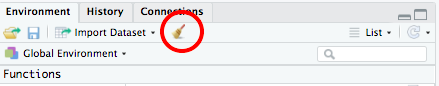 Environment History Connections
Import Dataset List
Global Environment
Functions